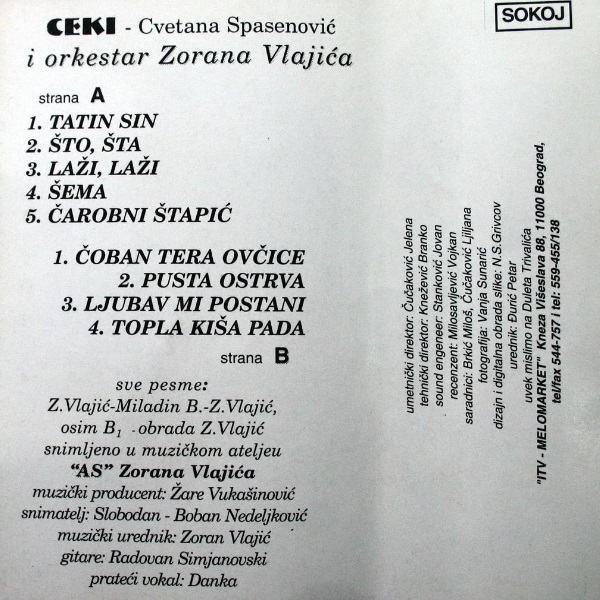 CEKI - Cvetana Spasenović
i orkestar Zorana Vlajića
SOKOJ
strana A
1. TATIN SIN
2. ŠTO, ŠTA
3. LAŽI, LAŽI
4. ŠEMA
5. ČAROBNI ŠTAPIĆ
1. ČOBAN TERA OVČICE
2. PUSTA OSTRVA
3. LJUBAV MI POSTANI
4. TOPLA KIŠA PADA
strana B
sve pesme:
Z.Vlajić-Miladin B.-Z.Vlajić,
osim B1 - obrada Z.Vlajić
snimljeno u muzičkom ateljeu
"AS" Zorana Vlajića
muzički producent: Žare Vukašinović
snimatelj: Slobodan - Boban Nedeljković
muzički urednik: Zoran Vlajić
gitare: Radovan Simjanovski
prateći vokal: Danka
umetnički direktor: Čučaković Jelena
tehnički direktor: Knežević Branko
sound engeneer: Stanković Jovan
recenzent: Milosavljević Vojkan
saradnici: Brkić Miloš, Čučaković Ljiljana
fotografija: Vanja Sunarić
dizajn i digitalna obrada slike: N.S.Grivcov
urednik: Đurić Petar
uvek mislimo na Duleta Trivalića
"ITV - MELOMARKET" Kneza Višeslava 88, 11000 Beograd,
tel/fax 544-757 i tel: 559-455/138